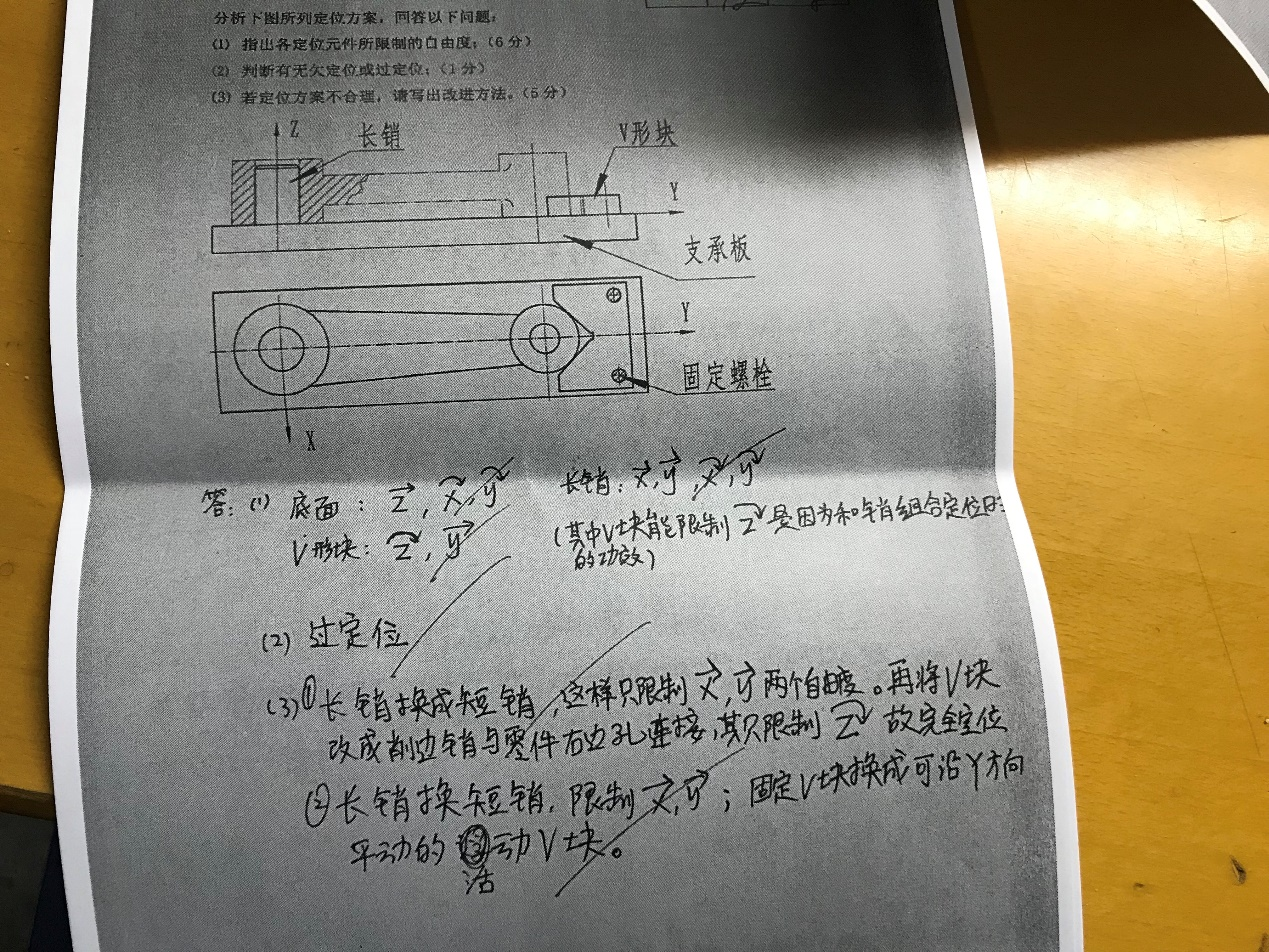 分析下图所列定位方案，回答以下问题：
(1) 指出各定位元件所限制的自由度；(6分)
(2) 判断有无欠定位或过定位；(1分)
(3) 若定位方案不合理，请写出改进方法。(5分)
Z
长销
V形块
Y
支承板
Y
固定螺栓
X
答：(1) 底面：z⃗，x͡，y͡ 长销：x⃗，y⃗，x͡，y͡
V形块：z͡，y⃗ (其中V块能限制z͡是因为和销组合定位时
的功效)
(2) 过定位
(3)①长销换成短销，这样只限制x⃗，y⃗两个自由度。再将V块
改成削边销与零件右边孔连接，其只限制z͡ 故完全定位
②长销换短销，限制x⃗，y⃗；固定V块换成可沿Y方向
平动的活动V块。